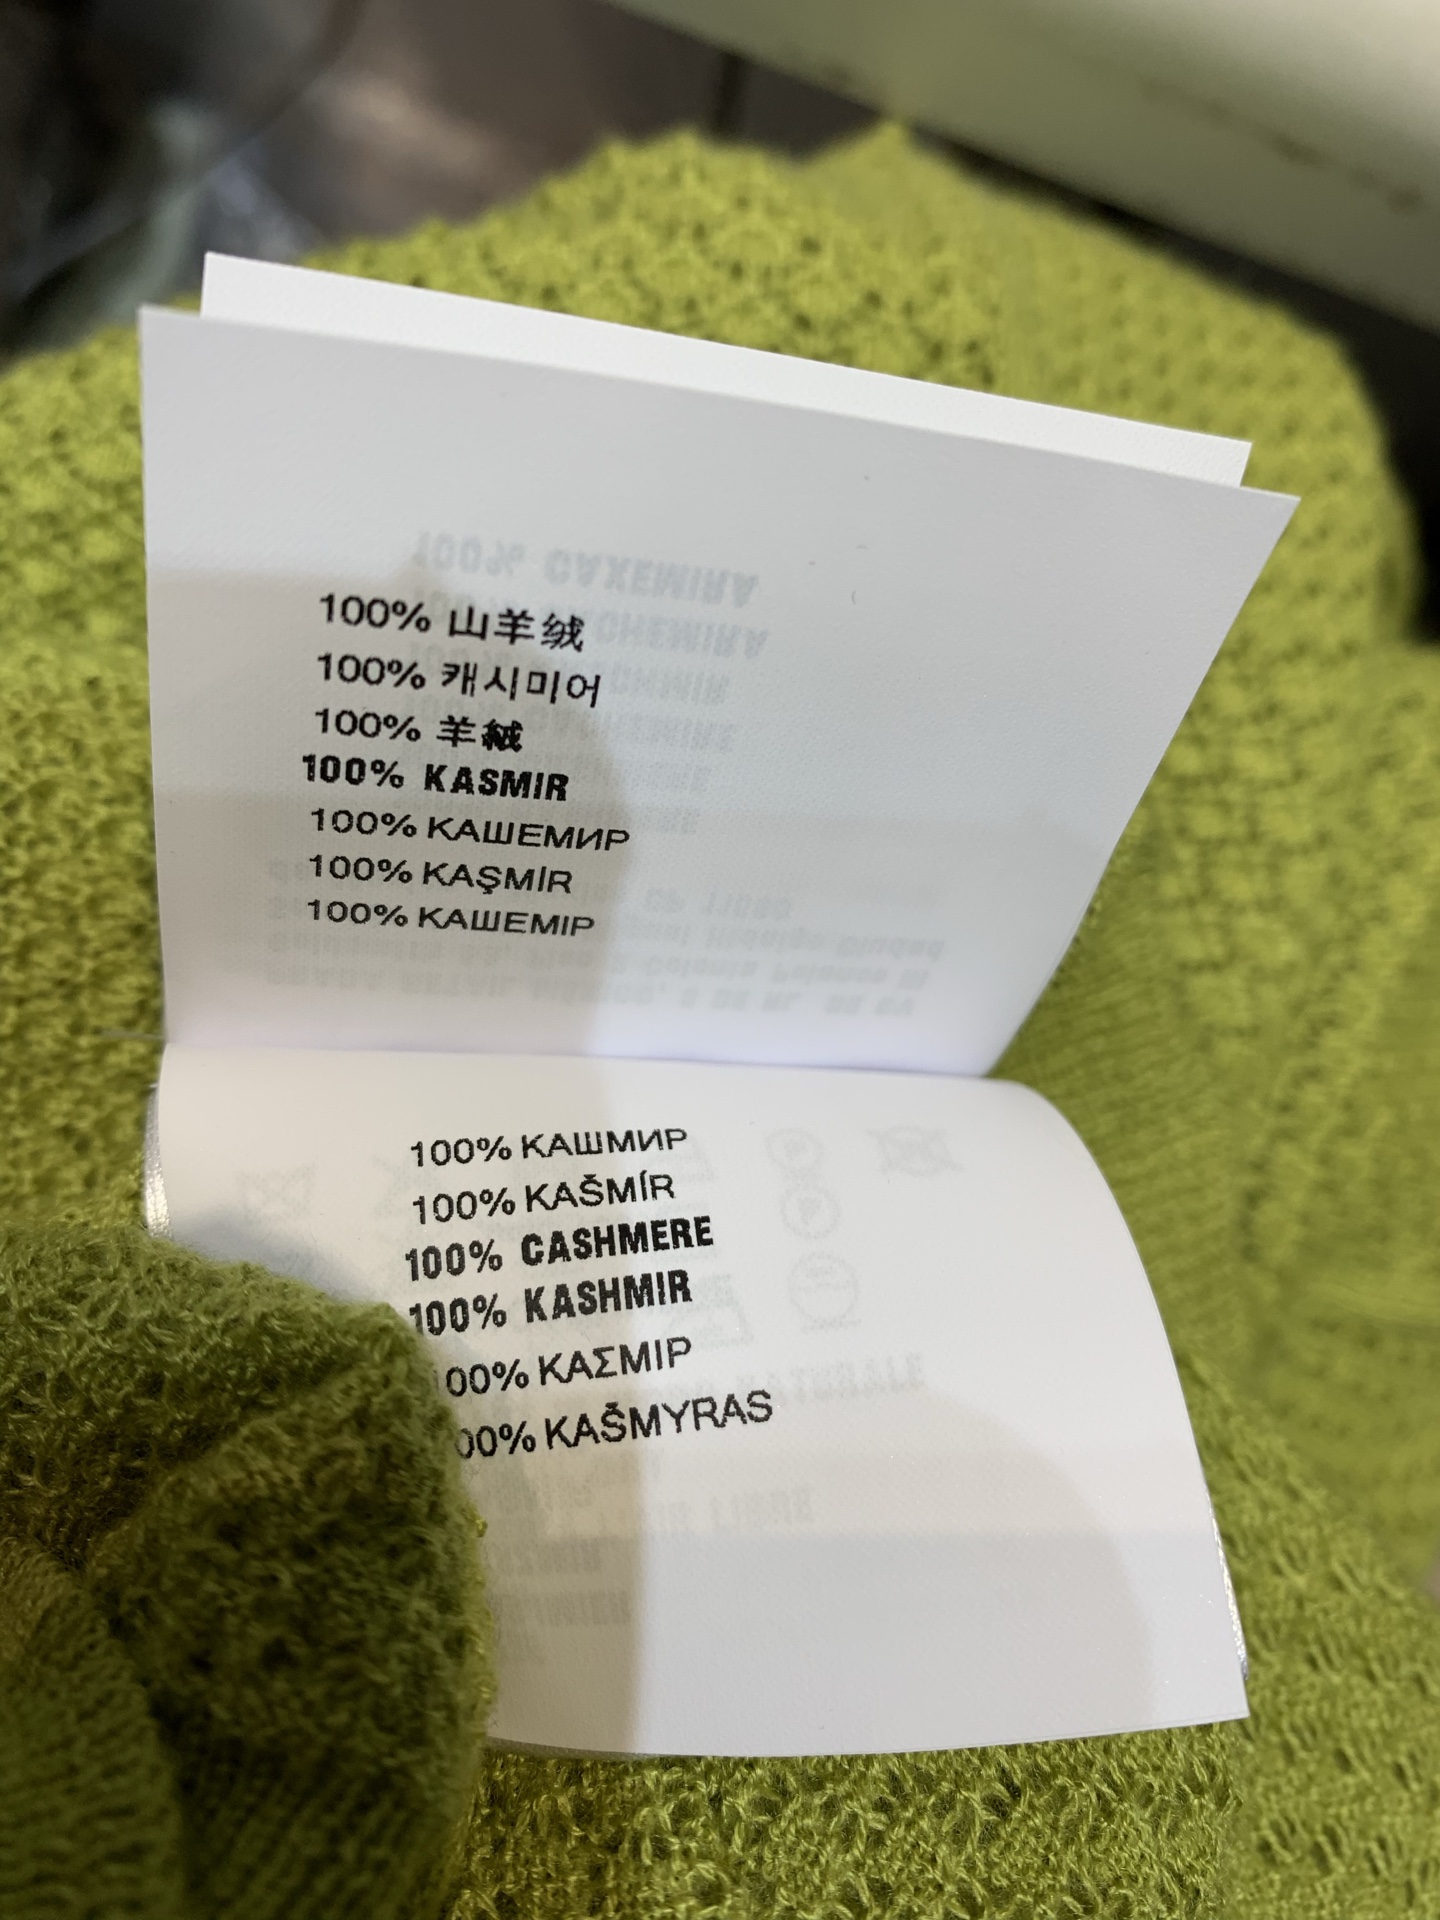 100% 山羊绒
100% 캐시미어
100% 羊絨
100% KASMIR
100% КАШЕМИР
100% KAŞMİR
100% КАШЕМІР
100% КАШМИР
100% KAŠMÍR
100% CASHMERE
100% KASHMIR
00% ΚΑΣΜΙΡ
00% KAŠMYRAS